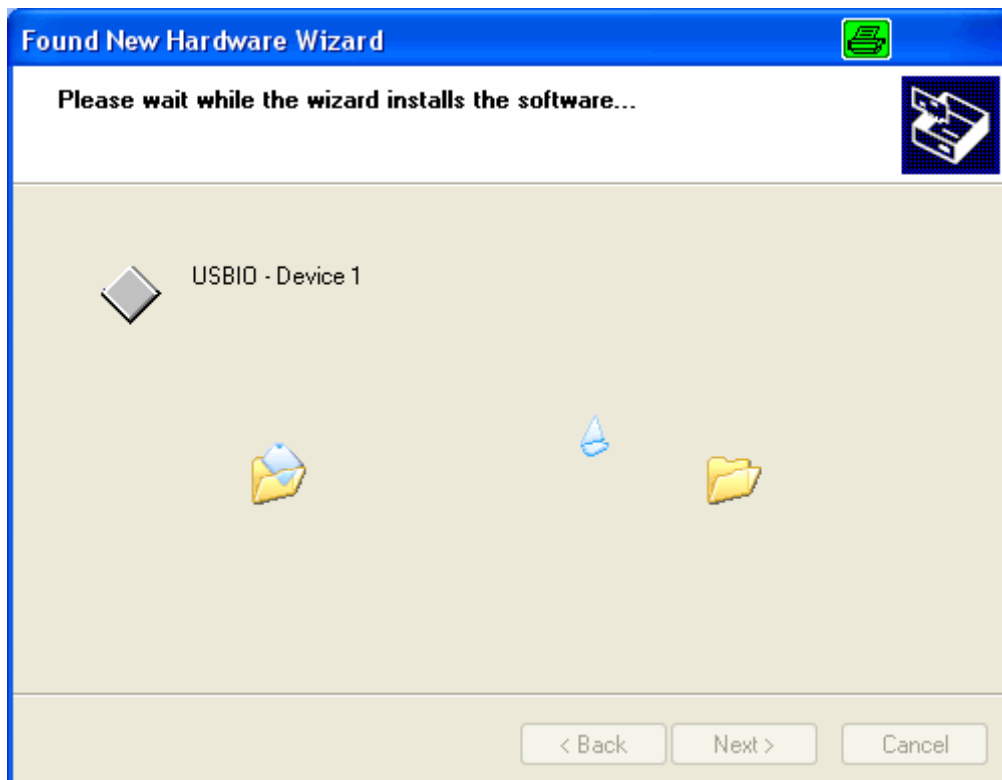 Found New Hardware Wizard
Please wait while the wizard installs the software...
USBIO - Device 1
< Back
Next >
Cancel